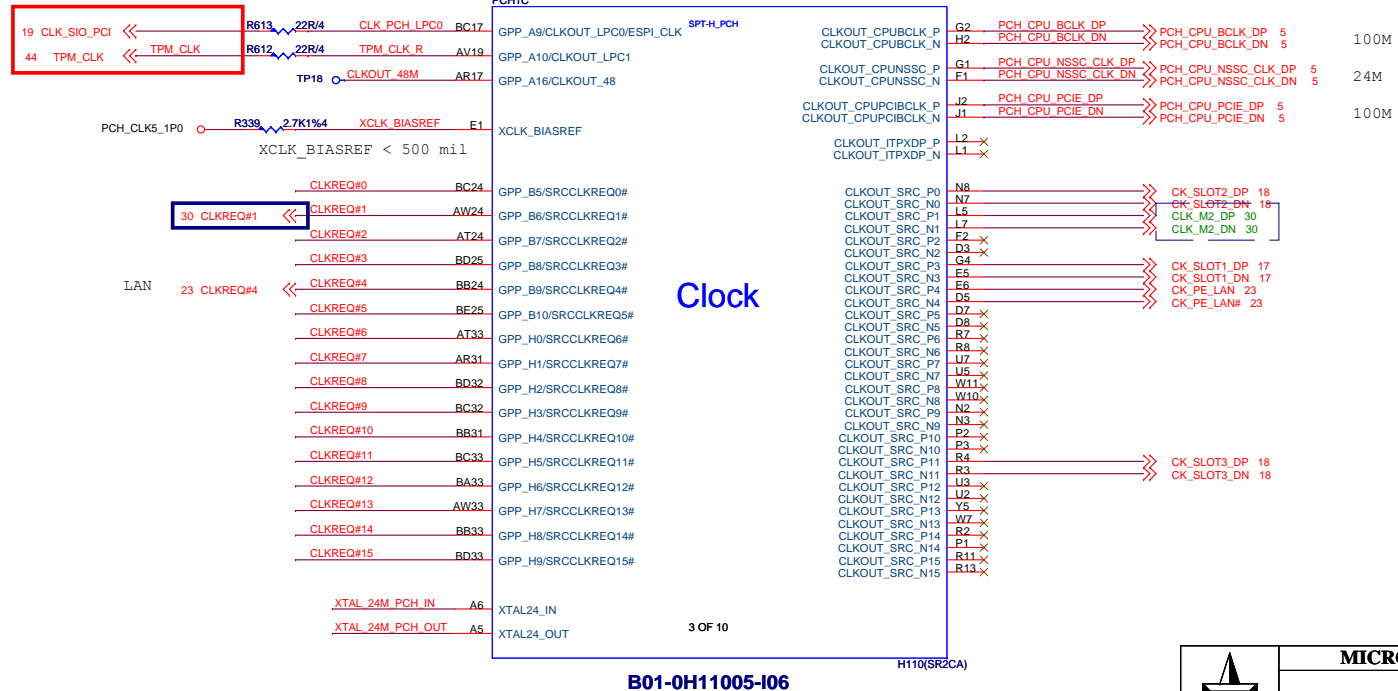 PCH1C
19 CLK_SIO_PCI R613 22R/4 CLK_PCH_LPC0 BC17 GPP_A9/CLKOUT_LPC0/ESPI_CLK SPT-H_PCH
44 TPM_CLK TPM_CLK R612 22R/4 TPM_CLK_R AV19 GPP_A10/CLKOUT_LPC1
TP18 CLKOUT_48M AR17 GPP_A16/CLKOUT_48
PCH_CLK5_1P0 R339 2.7K1%4 XCLK_BIASREF E1 XCLK_BIASREF
XCLK_BIASREF < 500 mil
CLKREQ#0 BC24 GPP_B5/SRCCLKREQ0#
30 CLKREQ#1 CLKREQ#1 AW24 GPP_B6/SRCCLKREQ1#
CLKREQ#2 AT24 GPP_B7/SRCCLKREQ2#
CLKREQ#3 BD25 GPP_B8/SRCCLKREQ3#
LAN 23 CLKREQ#4 CLKREQ#4 BB24 GPP_B9/SRCCLKREQ4#
CLKREQ#5 BE25 GPP_B10/SRCCLKREQ5#
CLKREQ#6 AT33 GPP_H0/SRCCLKREQ6#
CLKREQ#7 AR31 GPP_H1/SRCCLKREQ7#
CLKREQ#8 BD32 GPP_H2/SRCCLKREQ8#
CLKREQ#9 BC32 GPP_H3/SRCCLKREQ9#
CLKREQ#10 BB31 GPP_H4/SRCCLKREQ10#
CLKREQ#11 BC33 GPP_H5/SRCCLKREQ11#
CLKREQ#12 BA33 GPP_H6/SRCCLKREQ12#
CLKREQ#13 AW33 GPP_H7/SRCCLKREQ13#
CLKREQ#14 BB33 GPP_H8/SRCCLKREQ14#
CLKREQ#15 BD33 GPP_H9/SRCCLKREQ15#
XTAL_24M_PCH_IN A6 XTAL24_IN
XTAL_24M_PCH_OUT A5 XTAL24_OUT
Clock
3 OF 10
CLKOUT_CPUBCLK_P G2 PCH_CPU_BCLK_DP PCH_CPU_BCLK_DP 5
CLKOUT_CPUBCLK_N H2 PCH_CPU_BCLK_DN PCH_CPU_BCLK_DN 5
100M
CLKOUT_CPUNSSC_P G1 PCH_CPU_NSSC_CLK_DP PCH_CPU_NSSC_CLK_DP 5
CLKOUT_CPUNSSC_N F1 PCH_CPU_NSSC_CLK_DN PCH_CPU_NSSC_CLK_DN 5
24M
CLKOUT_CPUPCIBCLK_P J2 PCH_CPU_PCIE_DP PCH_CPU_PCIE_DP 5
CLKOUT_CPUPCIBCLK_N J1 PCH_CPU_PCIE_DN PCH_CPU_PCIE_DN 5
100M
CLKOUT_ITPXDP_P L2
CLKOUT_ITPXDP_N L1
CLKOUT_SRC_P0 N8 CK_SLOT2_DP 18
CLKOUT_SRC_N0 N7 CK_SLOT2_DN 18
CLKOUT_SRC_P1 L5 CLK_M2_DP 30
CLKOUT_SRC_N1 L7 CLK_M2_DN 30
CLKOUT_SRC_P2 F2
CLKOUT_SRC_N2 D3
CLKOUT_SRC_P3 G4 CK_SLOT1_DP 17
CLKOUT_SRC_N3 E5 CK_SLOT1_DN 17
CLKOUT_SRC_P4 E6 CK_PE_LAN 23
CLKOUT_SRC_N4 D5 CK_PE_LAN# 23
CLKOUT_SRC_P5 D7
CLKOUT_SRC_N5 D8
CLKOUT_SRC_P6 R7
CLKOUT_SRC_N6 R8
CLKOUT_SRC_P7 U7
CLKOUT_SRC_N7 U5
CLKOUT_SRC_P8 W11
CLKOUT_SRC_N8 W10
CLKOUT_SRC_P9 N2
CLKOUT_SRC_N9 N3
CLKOUT_SRC_P10 P2
CLKOUT_SRC_N10 P3
CLKOUT_SRC_P11 R4 CK_SLOT3_DP 18
CLKOUT_SRC_N11 R3 CK_SLOT3_DN 18
CLKOUT_SRC_P12 U3
CLKOUT_SRC_N12 U2
CLKOUT_SRC_P13 Y5
CLKOUT_SRC_N13 W7
CLKOUT_SRC_P14 R2
CLKOUT_SRC_N14 P1
CLKOUT_SRC_P15 R11
CLKOUT_SRC_N15 R13
H110(SR2CA)
B01-0H11005-I06